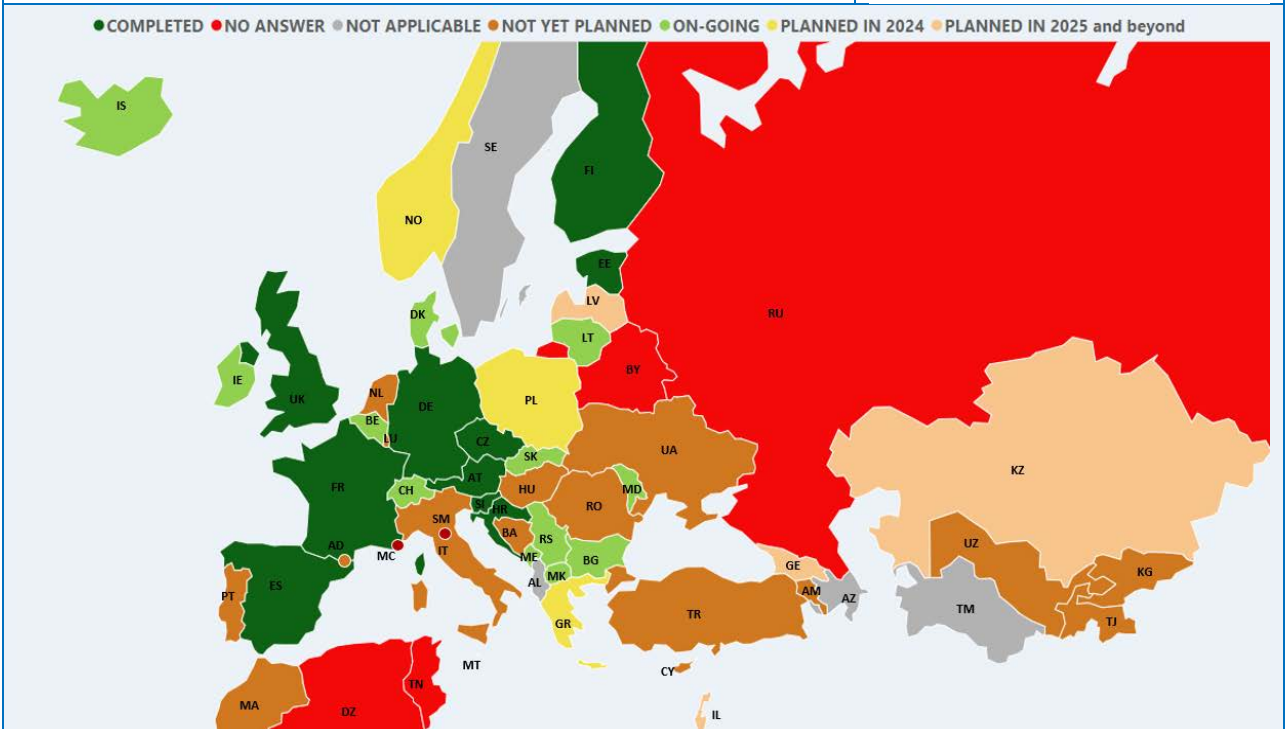 COMPLETED NO ANSWER NOT APPLICABLE NOT YET PLANNED ON-GOING PLANNED IN 2024 PLANNED IN 2025 and beyond
IS
SE
FI
NO
EE
LV
DK
RU
LT
BY
IE
NL
UK
DE
PL
BE
LU
CZ
UA
SK
KZ
AT
FR
CH
HU
MD
SI
HR
RO
SM
BA
RS
UZ
AD
MC
IT
ME
BG
GE
KG
MK
AL
ES
PT
AM
AZ
TM
TR
TJ
GR
MT
CY
TN
MA
DZ
IL